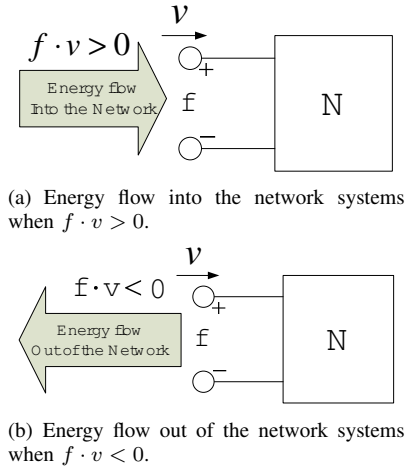 v
f · v > 0
+
Energy flow
Into the Network
f
N
−
(a) Energy flow into the network systems
when f · v > 0.
v
f·v< 0
+
Energy flow
Out of the Network
f
N
−
(b) Energy flow out of the network systems
when f · v < 0.